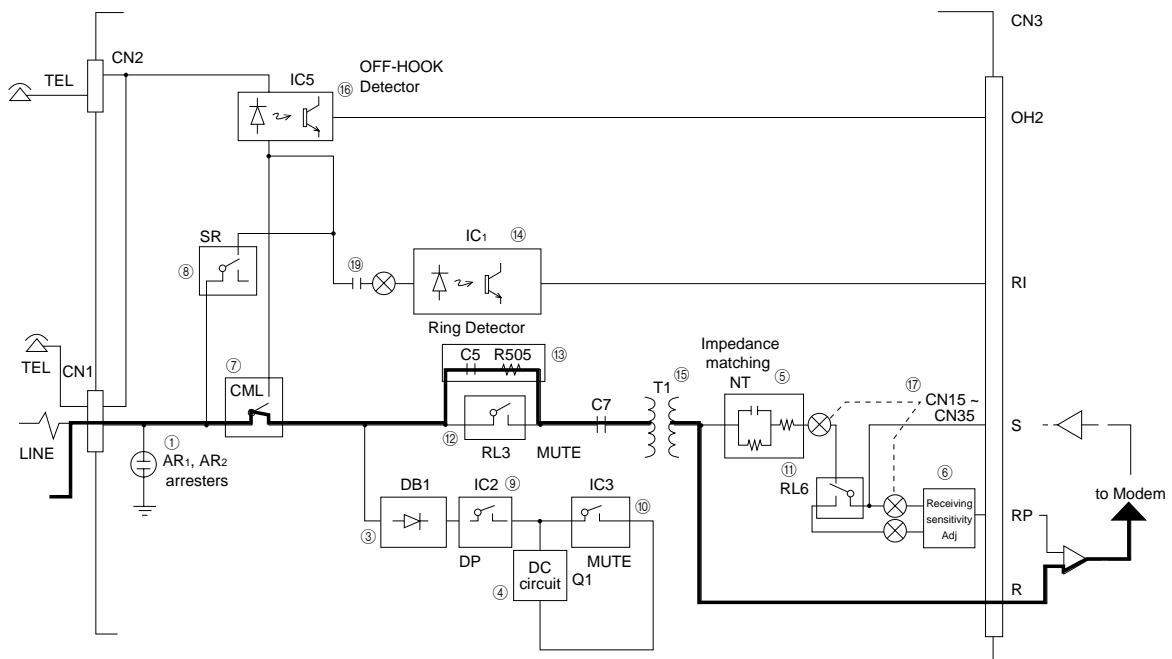 CN3
CN2
TEL
IC5
⑯
OFF-HOOK
Detector
OH2
SR
⑧
⑲
IC1
⑭
RI
Ring Detector
TEL
CN1
⑦
CML
C5
R505
⑬
Impedance
matching
T1
⑮
NT
⑤
⑰
CN15 ~
CN35
C7
S
LINE
①
AR1, AR2
arresters
⑫
RL3
MUTE
⑪
RL6
⑥
to Modem
DB1
IC2
⑨
IC3
⑩
Receiving
sensitivity
Adj
RP
③
DP
MUTE
④
DC
circuit
Q1
R